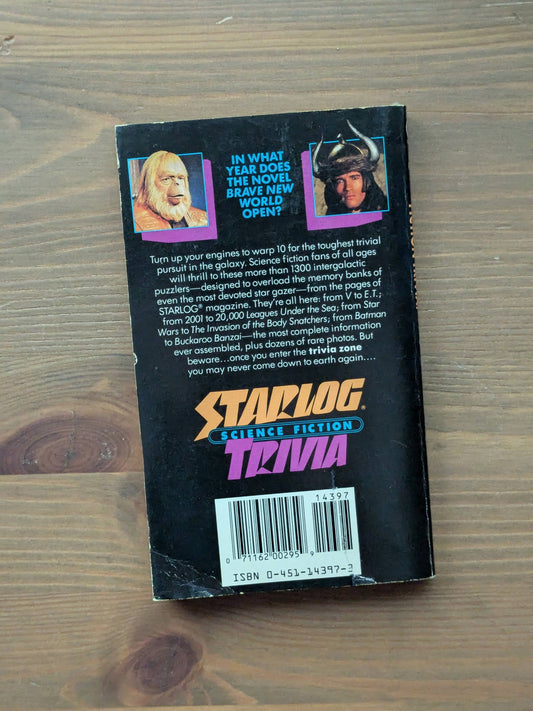 IN WHAT
YEAR DOES
THE NOVEL
BRAVE NEW
WORLD
OPEN?
Turn up your engines to warp 10 for the toughest trivial
pursuit in the galaxy. Science fiction fans of all ages
will thrill to these more than 1300 intergalactic
puzzlers—designed to overload the memory banks of
even the most devoted star gazer—from the pages of
STARLOG® magazine. They're all here: from V to E.T.;
from 2001 to 20,000 Leagues Under the Sea; from Star
Wars to The Invasion of the Body Snatchers; from Batman
to Buckaroo Banzai—the most complete information
ever assembled, plus dozens of rare photos. But
beware...once you enter the trivia zone
you may never come down to earth again....
STARLOG®
SCIENCE FICTION
TRIVIA
14397
0 71162 00295 9
ISBN 0-451-14397-3